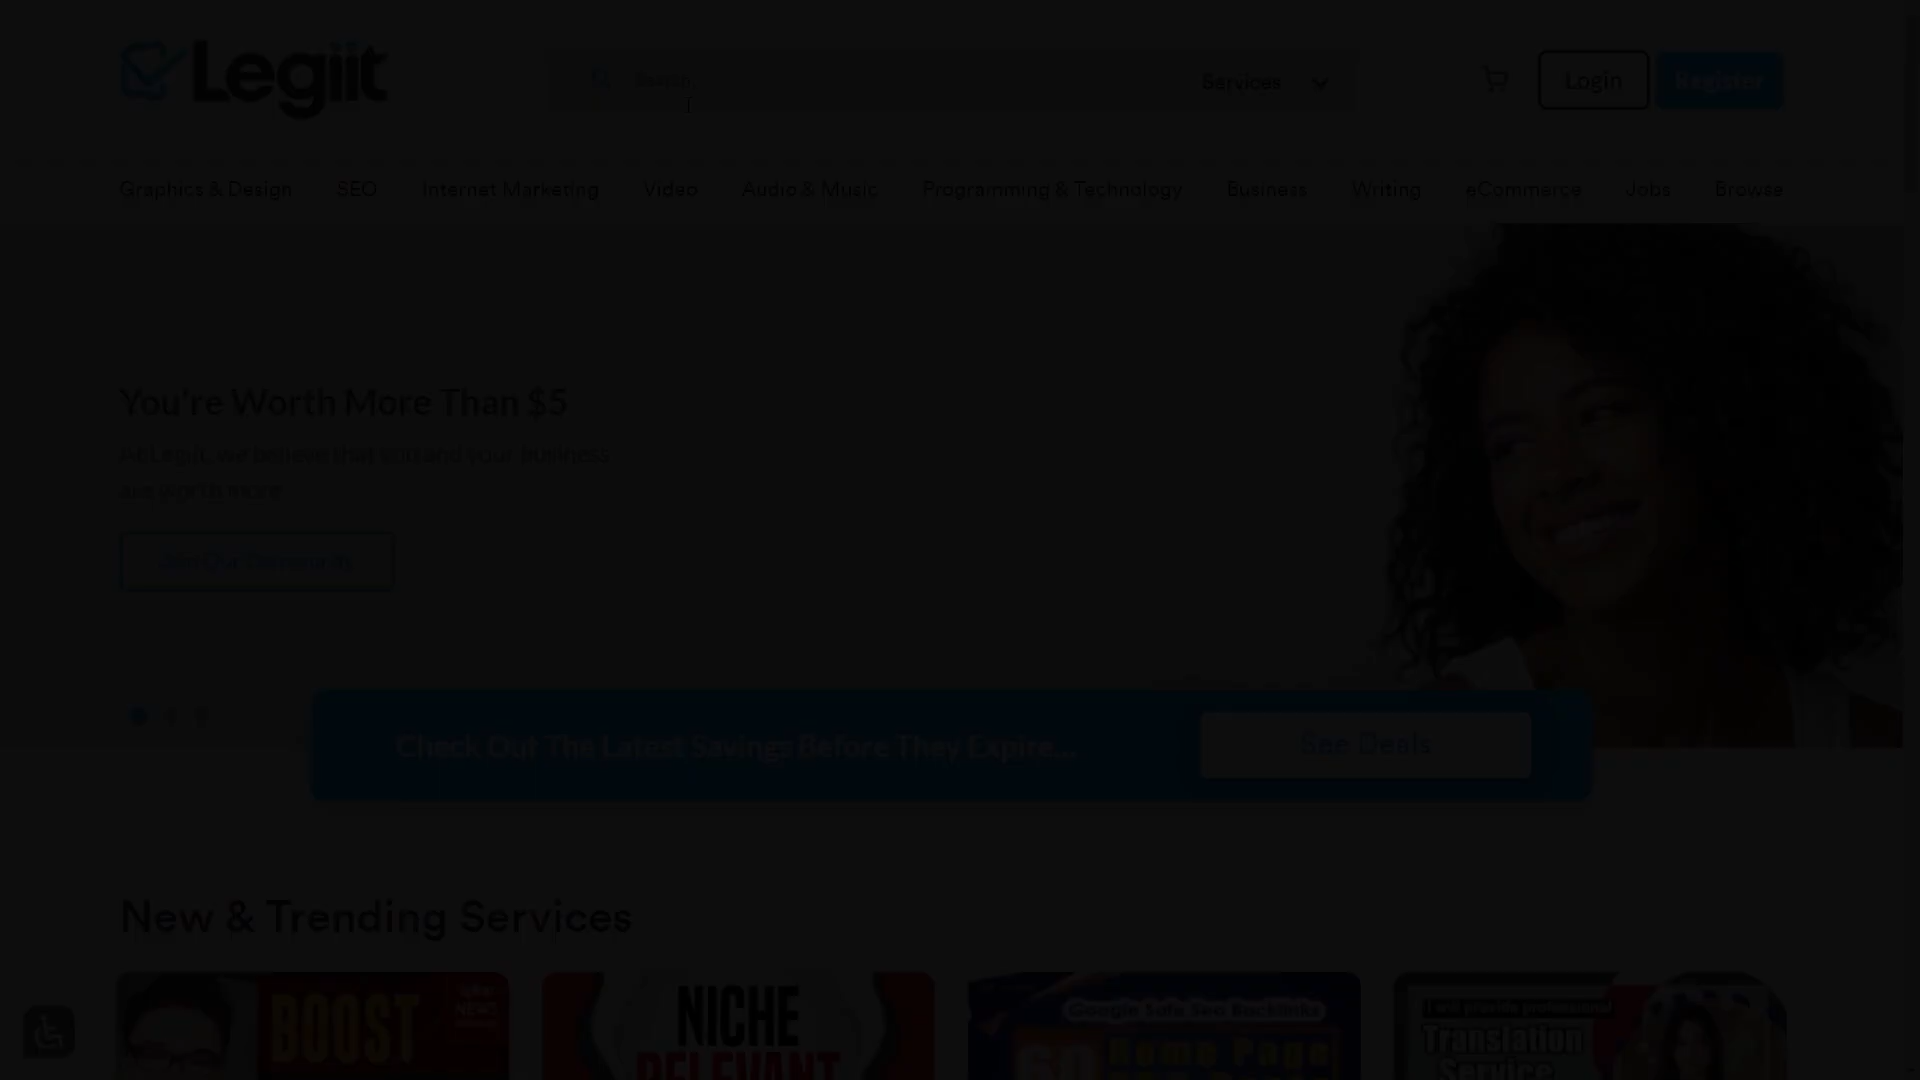 Legiit
Search
Services
Login
Register
Graphics & Design
SEO
Internet Marketing
Video
Audio & Music
Programming & Technology
Business
Writing
eCommerce
Jobs
Browse
You're Worth More Than $5
At Legiit, we believe that you and your business
are worth more
Check Out The Latest Savings Before They Expire...
See Deals
New & Trending Services
BOOST
NEWS
NICHE
RELEVANT
Google Safe Seo Backlinks
Home Page
I will provide professional
Translation
Service